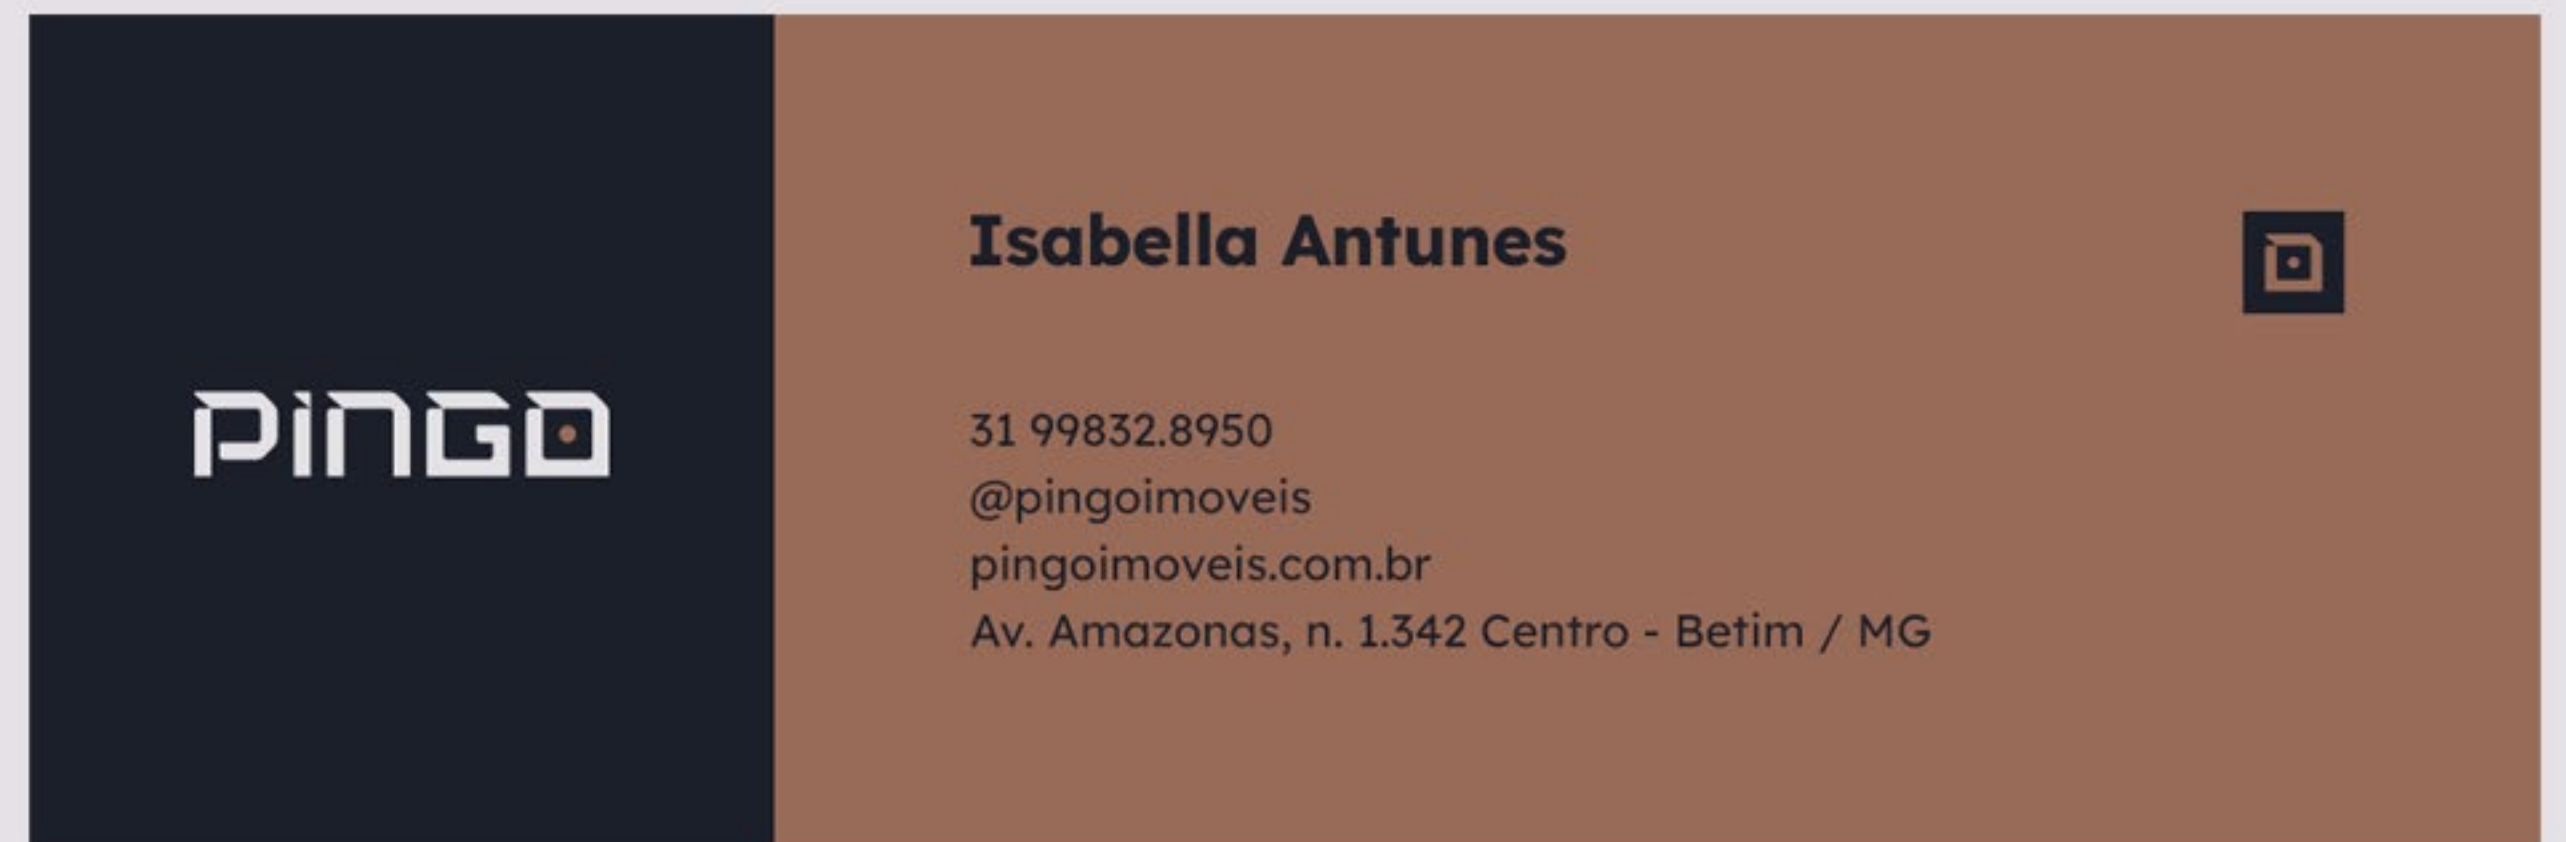 PINGO
Isabella Antunes
31 99832.8950
@pingoimoveis
pingoimoveis.com.br
Av. Amazonas, n. 1.342 Centro - Betim / MG